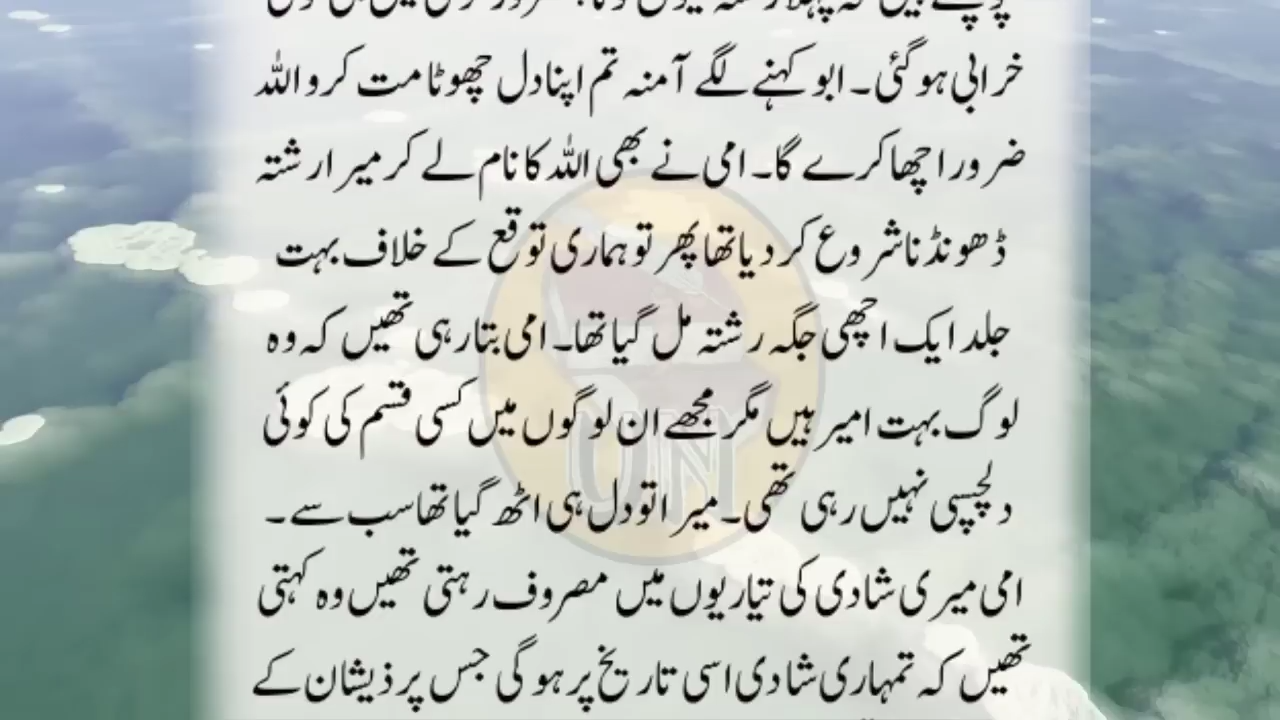 خرابی ہو گئی۔ ابو کہنے لگے آمنہ تم اپنا دل چھوٹا مت کرو اللہ
ضرور اچھا کرے گا۔ امی نے بھی اللہ کا نام لے کر میرا رشتہ
ڈھونڈنا شروع کر دیا تھا پھر تو ہماری توقع کے خلاف بہت
جلد ایک اچھی جگہ رشتہ مل گیا تھا۔ امی بتا رہی تھیں کہ وہ
لوگ بہت امیر ہیں مگر مجھے ان لوگوں میں کسی قسم کی کوئی
دلچسپی نہیں رہی تھی۔ میرا تو دل ہی اٹھ گیا تھا سب سے۔
امی میری شادی کی تیاریوں میں مصروف رہتی تھیں وہ کہتی
تھیں کہ تمہاری شادی اسی تاریخ پر ہو گی جس پر ذیشان کے
UN